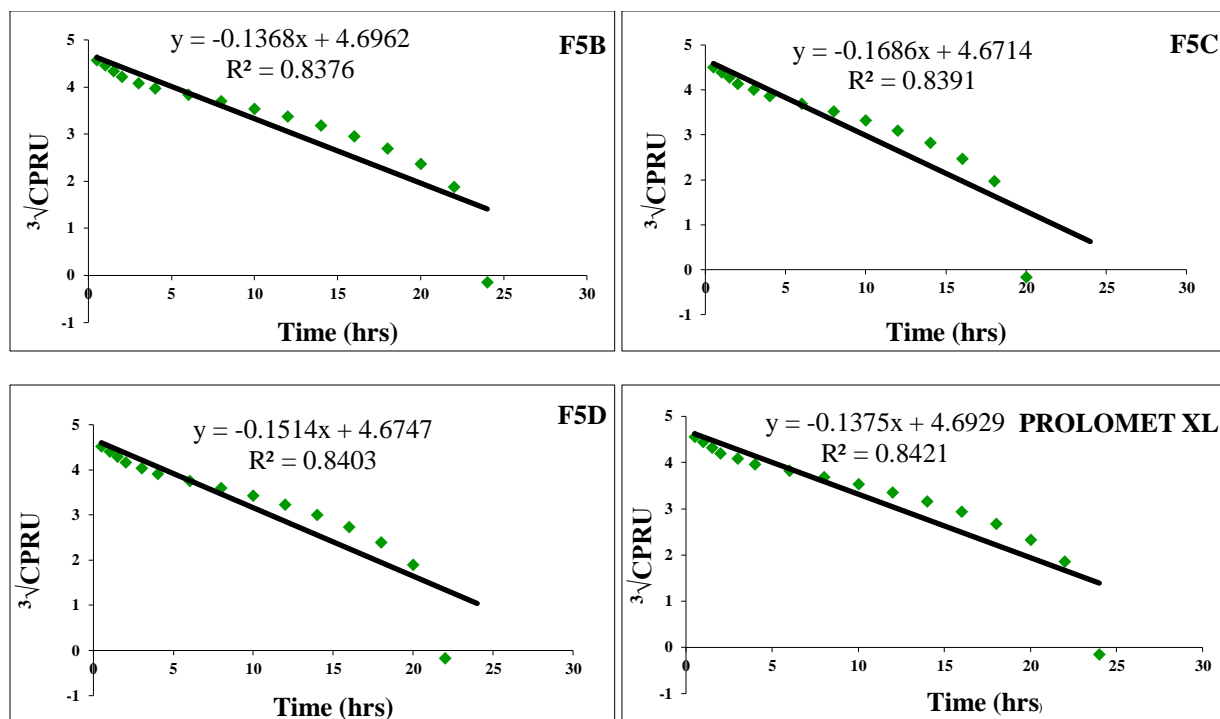 F5B
y = -0.1368x + 4.6962
R² = 0.8376
5
4
3
2
1
0
-1
0 5 10 15 20 25 30
³√CPRU
Time (hrs)
F5C
y = -0.1686x + 4.6714
R² = 0.8391
5
4
3
2
1
0
-1
0 5 10 15 20 25 30
³√CPRU
Time (hrs)
F5D
y = -0.1514x + 4.6747
R² = 0.8403
5
4
3
2
1
0
-1
0 5 10 15 20 25 30
³√CPRU
Time (hrs)
PROLOMET XL
y = -0.1375x + 4.6929
R² = 0.8421
5
4
3
2
1
0
-1
0 5 10 15 20 25 30
³√CPRU
Time (hrs)